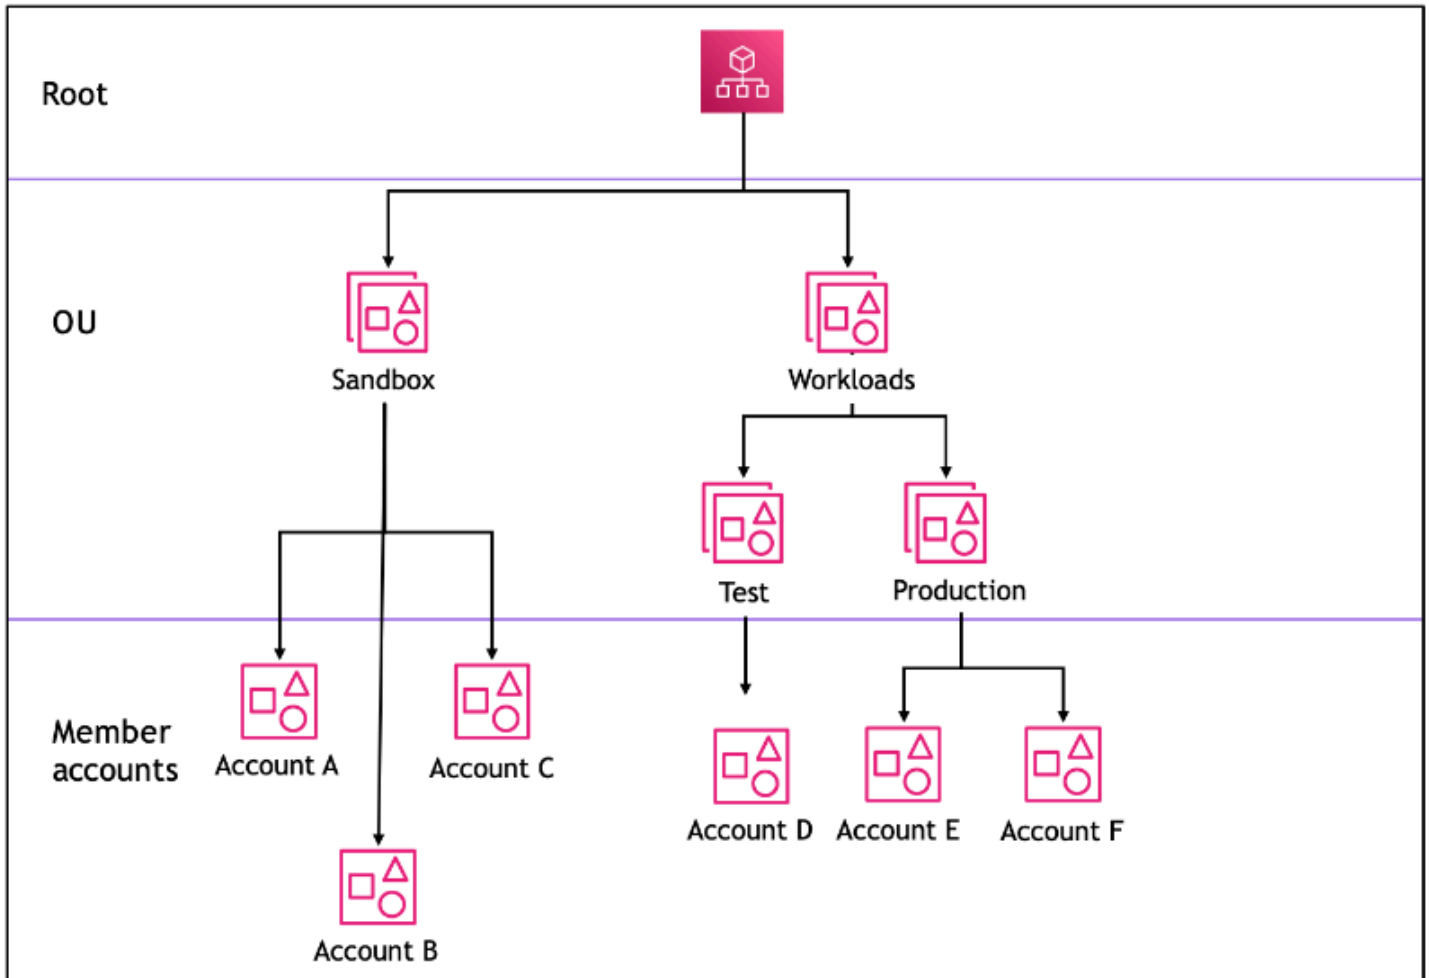 Root
OU
Sandbox
Workloads
Test
Production
Member
accounts
Account A
Account C
Account D
Account E
Account F
Account B